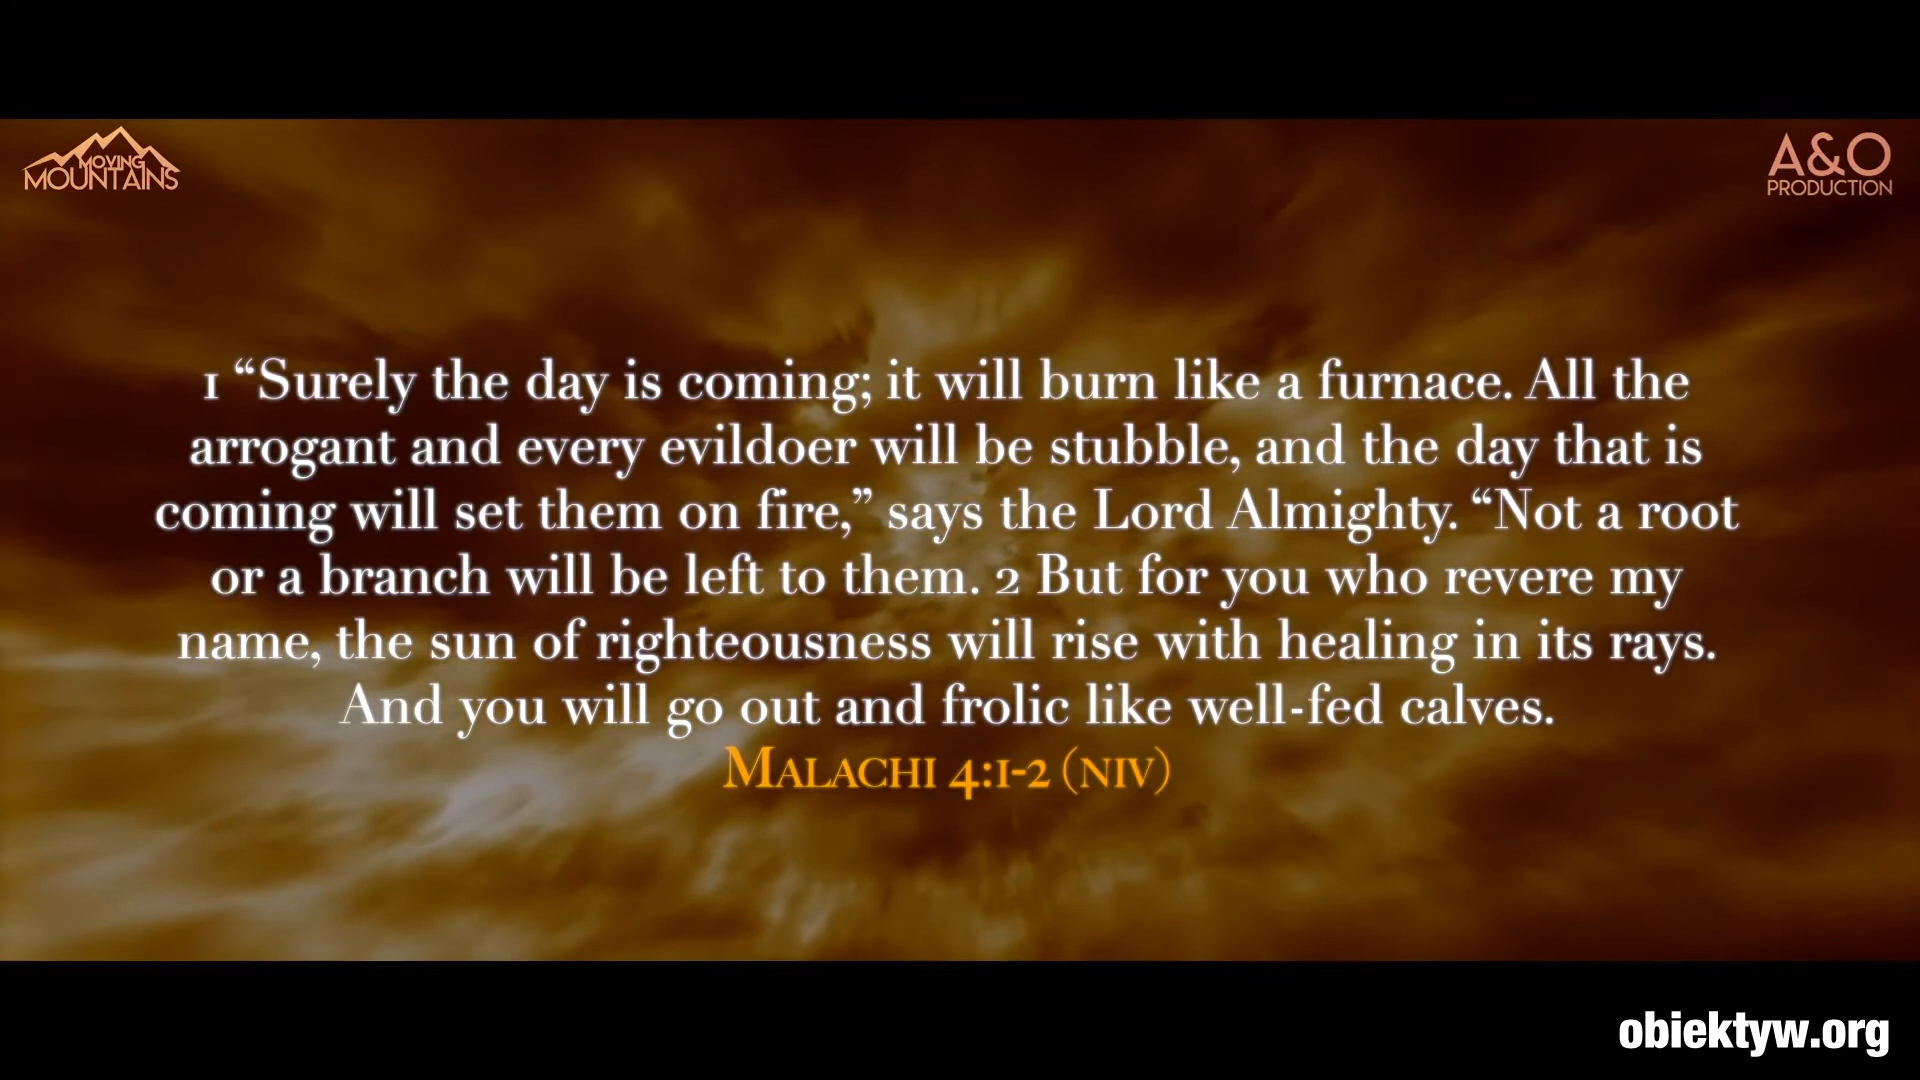 MOVING
MOUNTAINS
A&O
PRODUCTION
1 “Surely the day is coming; it will burn like a furnace. All the
arrogant and every evildoer will be stubble, and the day that is
coming will set them on fire,” says the Lord Almighty. “Not a root
or a branch will be left to them. 2 But for you who revere my
name, the sun of righteousness will rise with healing in its rays.
And you will go out and frolic like well-fed calves.
Malachi 4:1-2 (NIV)
obiektyw.org